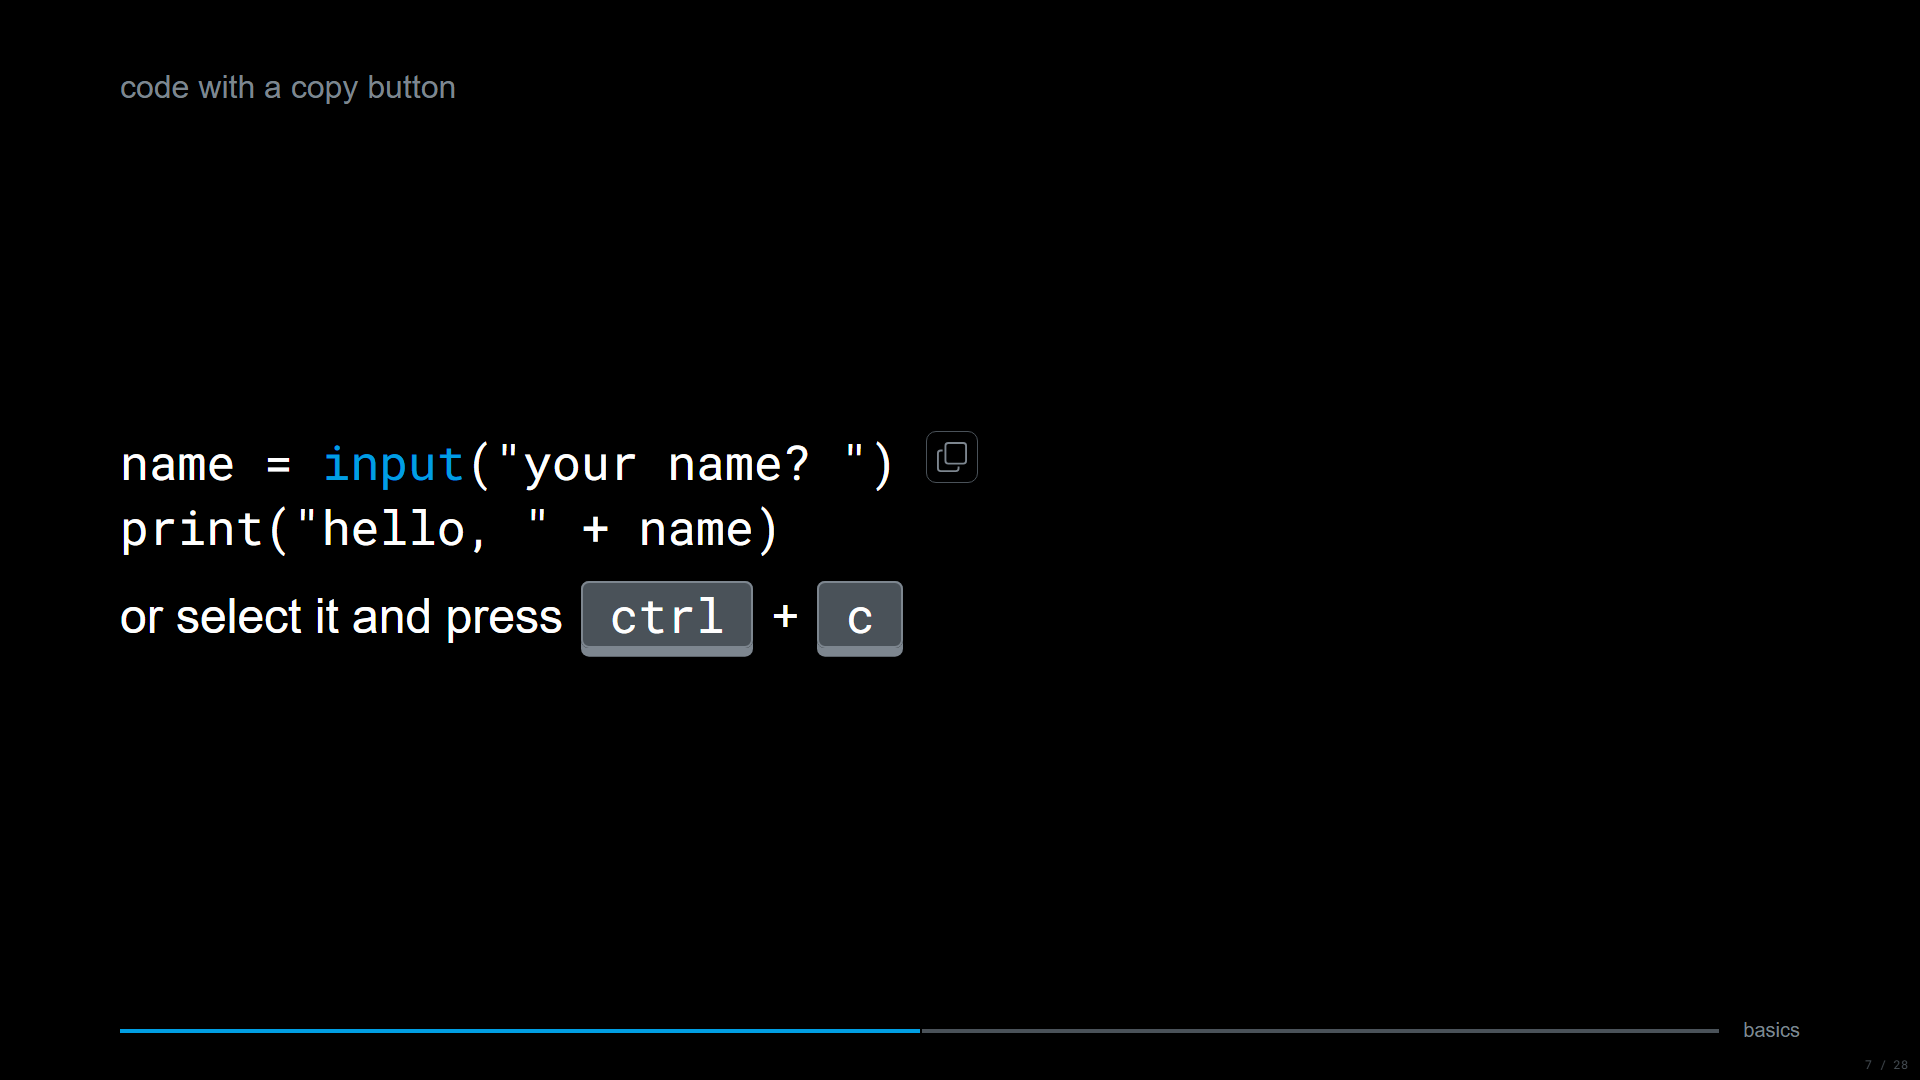 code with a copy button
name = input("your name? ")
print("hello, " + name)
or select it and press ctrl + c
basics
7 / 28